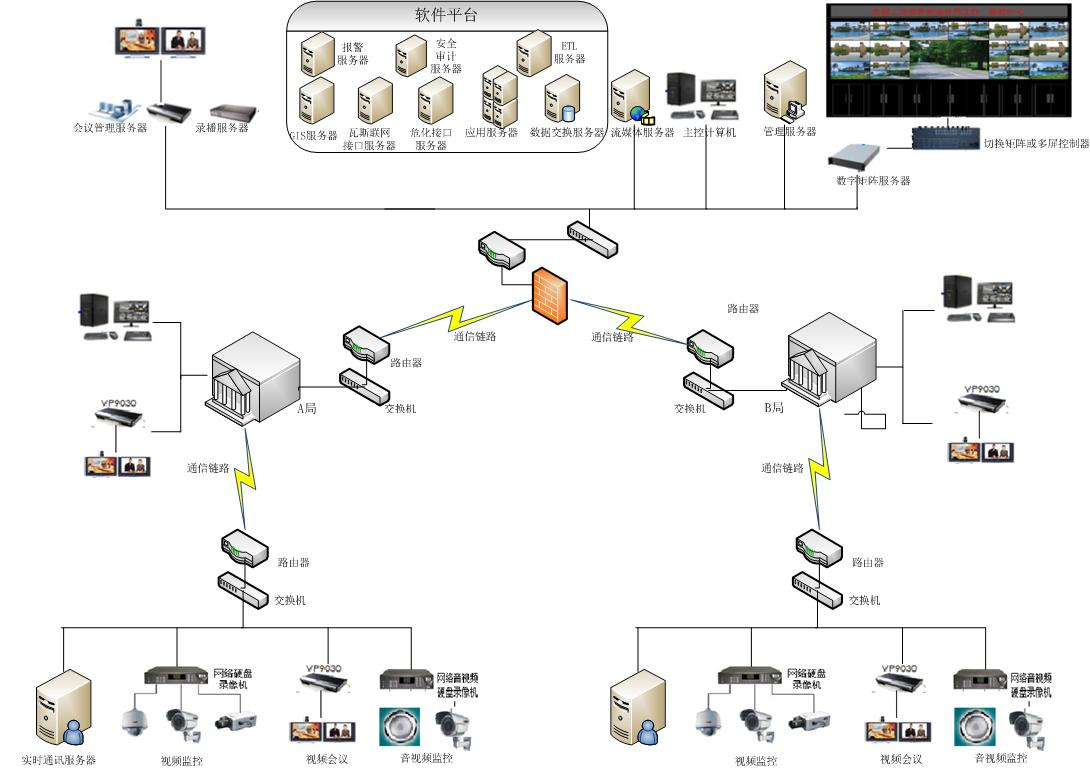 软件平台
报警
服务器
安全
审计
服务器
ETL
服务器
GIS服务器
瓦斯联网
接口服务器
危化接口
服务器
应用服务器
数据交换服务器
流媒体服务器
主控计算机
管理服务器
会议管理服务器
录播服务器
切换矩阵或多屏控制器
数字矩阵服务器
通信链路
通信链路
路由器
路由器
交换机
交换机
A局
B局
VP9030
VP9030
通信链路
通信链路
路由器
路由器
交换机
交换机
网络硬盘
录像机
VP9030
网络音视频
硬盘录像机
实时通讯服务器
视频监控
视频会议
音视频监控
网络硬盘
录像机
VP9030
网络音视频
硬盘录像机
视频监控
视频会议
音视频监控